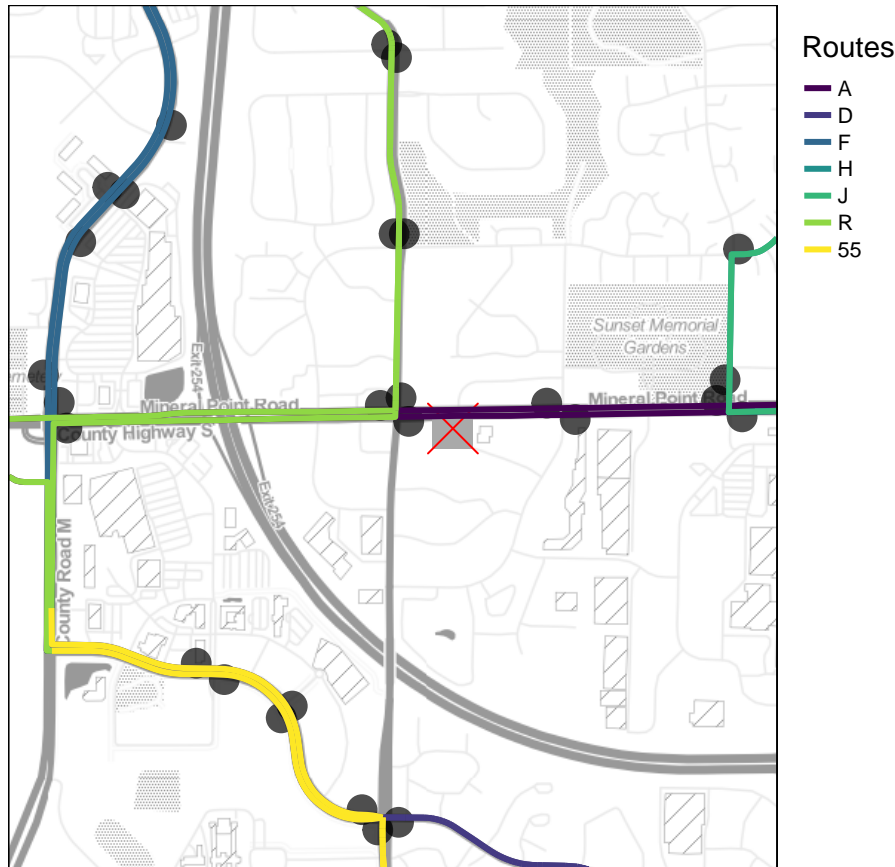 Routes
A
D
F
H
J
R
55
Sunset Memorial
Gardens
Exit 254
Mineral Point Road
Mineral Point Road
County Highway S
Exit 254
County Road M